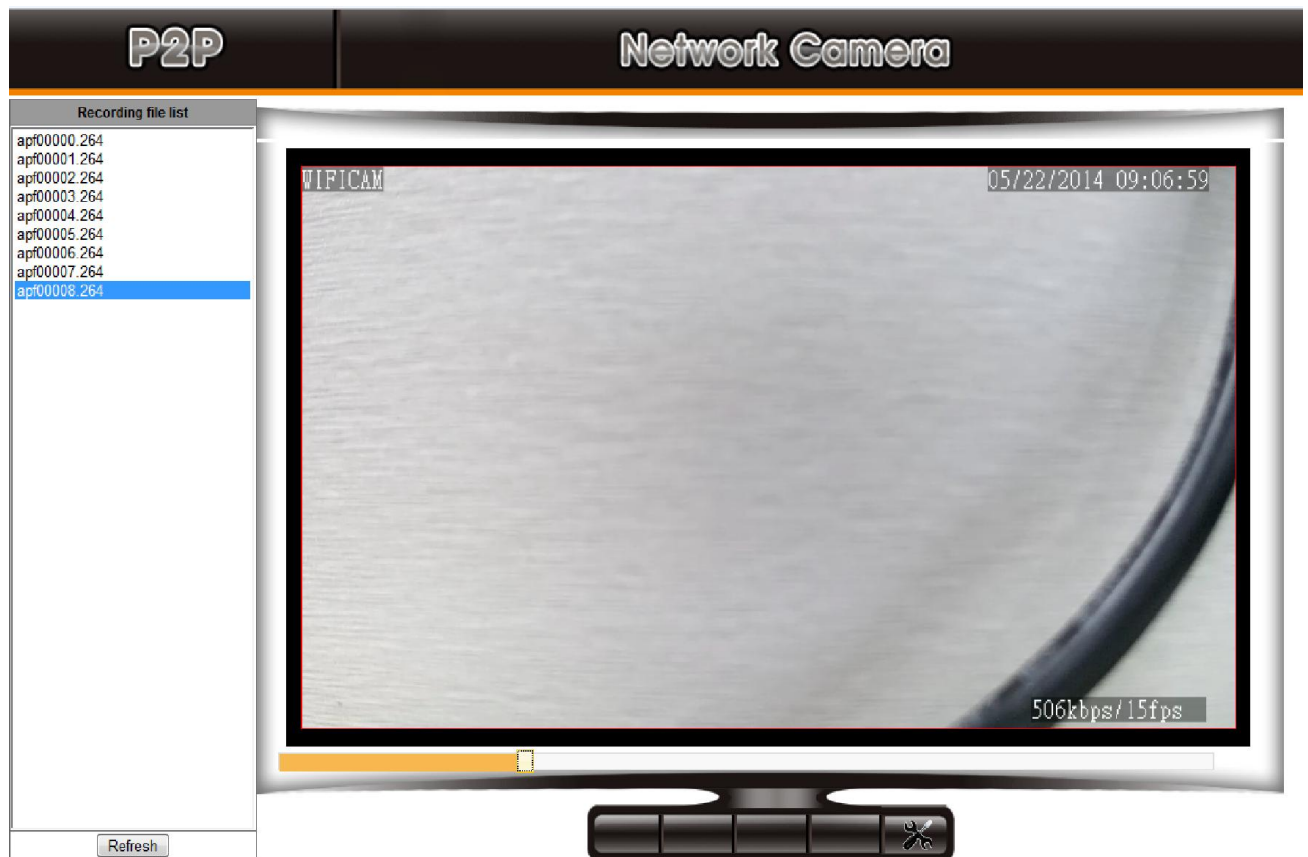 P2P
Network Camera
Recording file list
apf00000.264
apf00001.264
apf00002.264
apf00003.264
apf00004.264
apf00005.264
apf00006.264
apf00007.264
apf00008.264
WIFICAM
05/22/2014 09:06:59
506kbps/15fps
Refresh